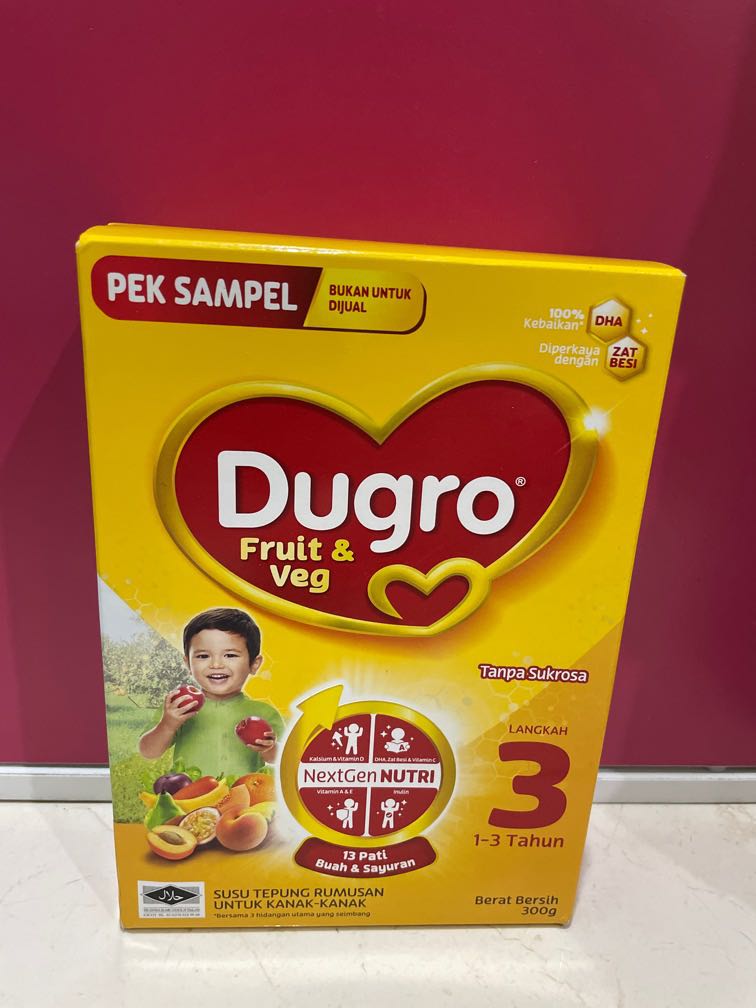 PEK SAMPEL
BUKAN UNTUK
DIJUAL
100%
Kebaikan*
DHA
Diperkaya
dengan
ZAT
BESI
Dugro®
Fruit &
Veg
Tanpa Sukrosa
LANGKAH
3
1-3 Tahun
Kalsium & Vitamin D
DHA, Zat Besi & Vitamin C
NextGen NUTRI
Vitamin A & E
Inulin
13 Pati
Buah & Sayuran
حلال
SUSU TEPUNG RUMUSAN
UNTUK KANAK-KANAK
*Bersama 3 hidangan utama yang seimbang
Berat Bersih
300g